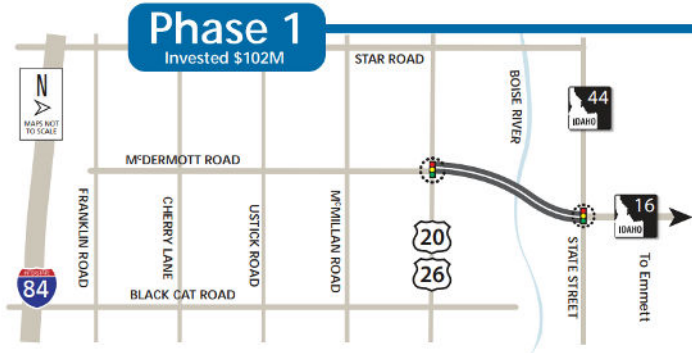 Phase 1
Invested $102M
STAR ROAD
N
MAPS NOT
TO SCALE
BOISE RIVER
44
IDAHO
McDERMOTT ROAD
FRANKLIN ROAD
CHERRY LANE
USTICK ROAD
McMILLAN ROAD
20
26
16
IDAHO
STATE STREET
To Emmett
84
BLACK CAT ROAD